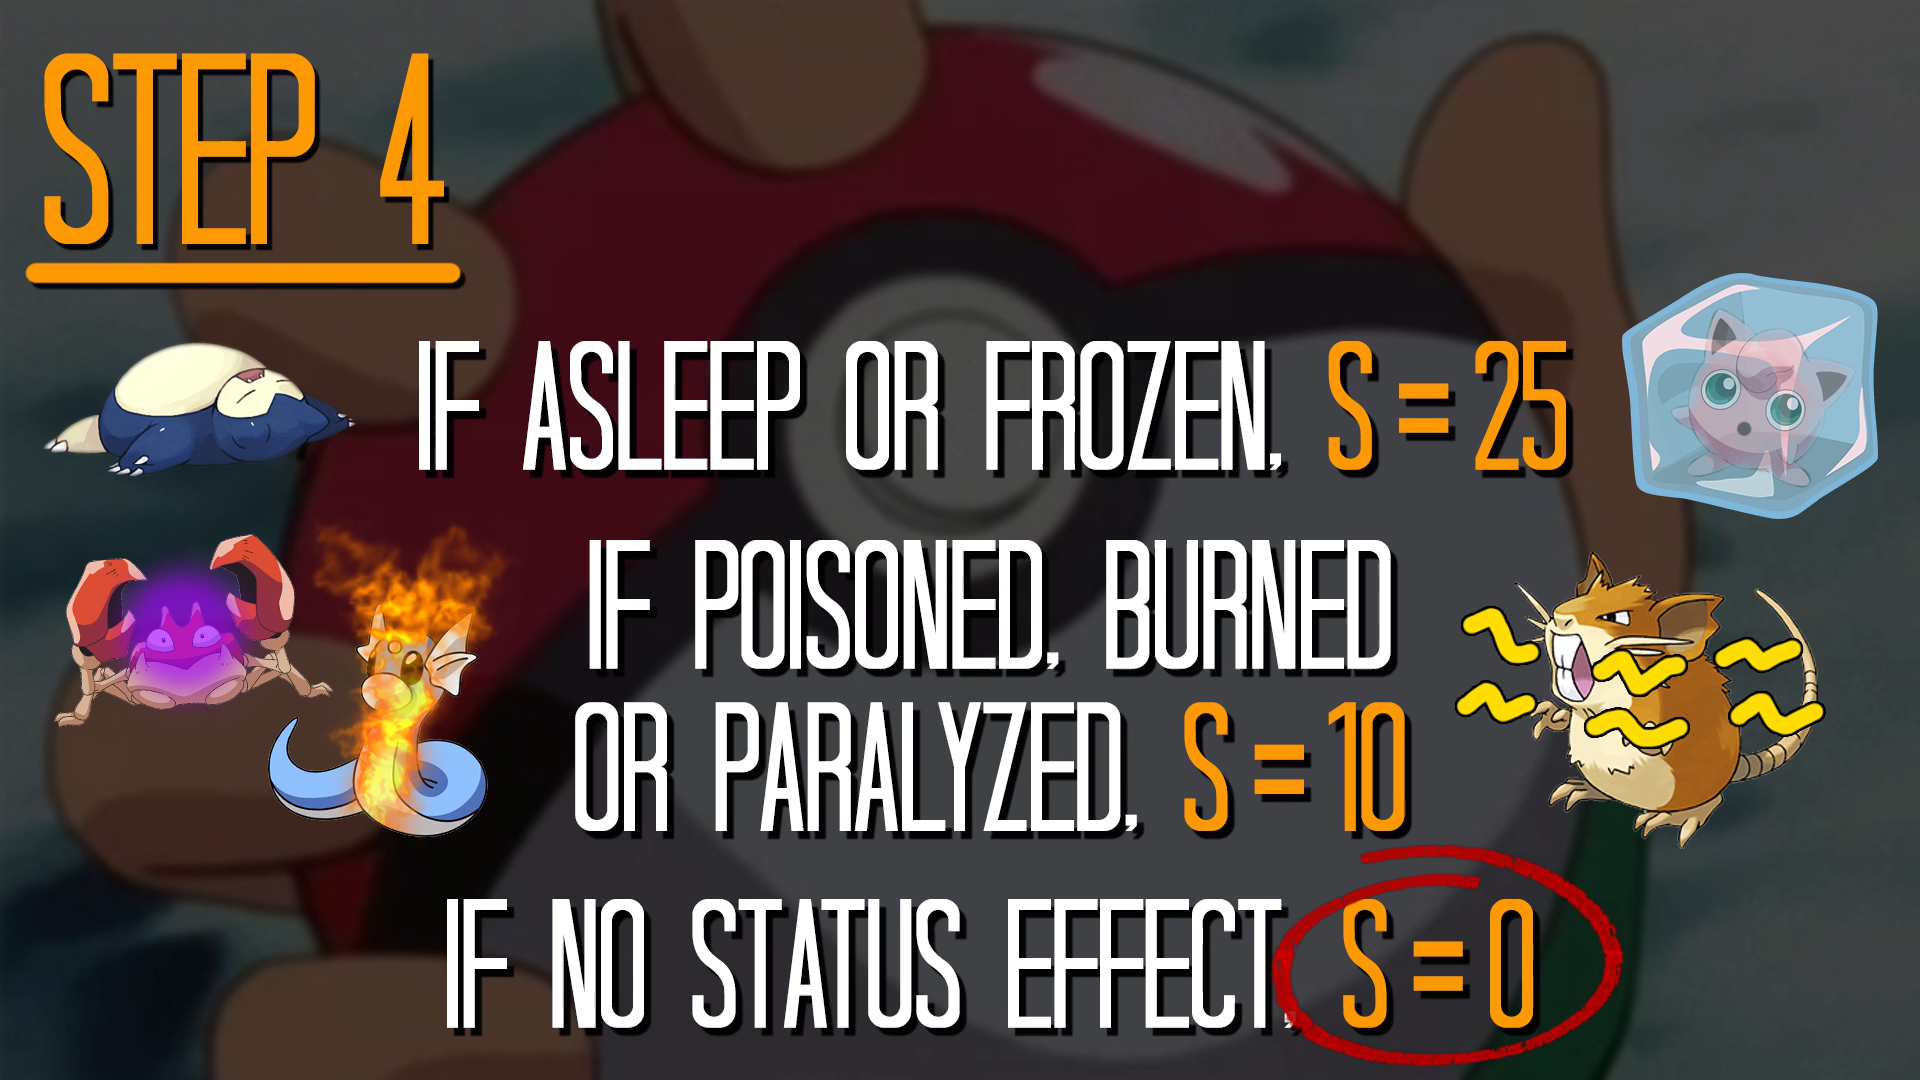 STEP 4
IF ASLEEP OR FROZEN, S = 25
IF POISONED, BURNED
OR PARALYZED, S = 10
IF NO STATUS EFFECT, S = 0